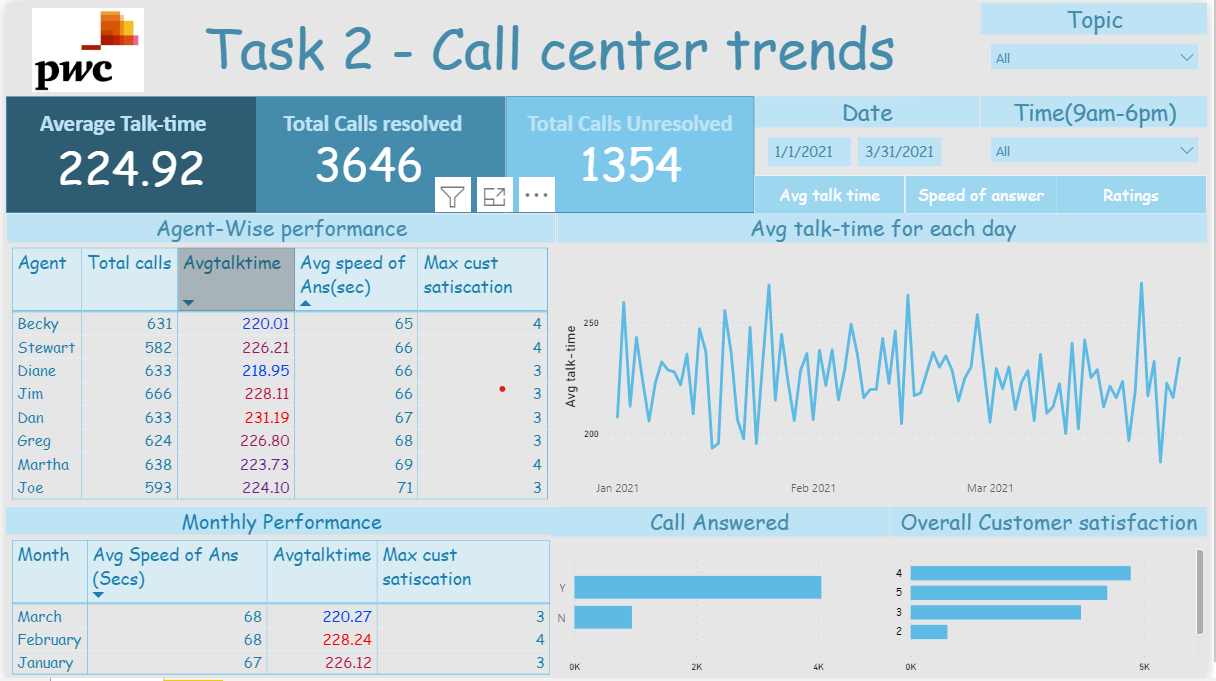 pwc
Task 2 - Call center trends
Topic
All
Average Talk-time
224.92
Total Calls resolved
3646
Total Calls Unresolved
1354
Date
1/1/2021 3/31/2021
Time(9am-6pm)
All
Avg talk time Speed of answer Ratings
Agent-Wise performance
Agent Total calls Avgtalktime Avg speed of Ans(sec) Max cust satiscation
Becky 631 220.01 65 4
Stewart 582 226.21 66 4
Diane 633 218.95 66 3
Jim 666 228.11 66 3
Dan 633 231.19 67 3
Greg 624 226.80 68 3
Martha 638 223.73 69 4
Joe 593 224.10 71 3
Avg talk-time for each day
Avg talk-time
250
200
Jan 2021 Feb 2021 Mar 2021
Monthly Performance
Month Avg Speed of Ans (Secs) Avgtalktime Max cust satiscation
March 68 220.27 3
February 68 228.24 4
January 67 226.12 3
Call Answered
Y
N
0K 2K 4K
Overall Customer satisfaction
4
5
3
2
0K 5K